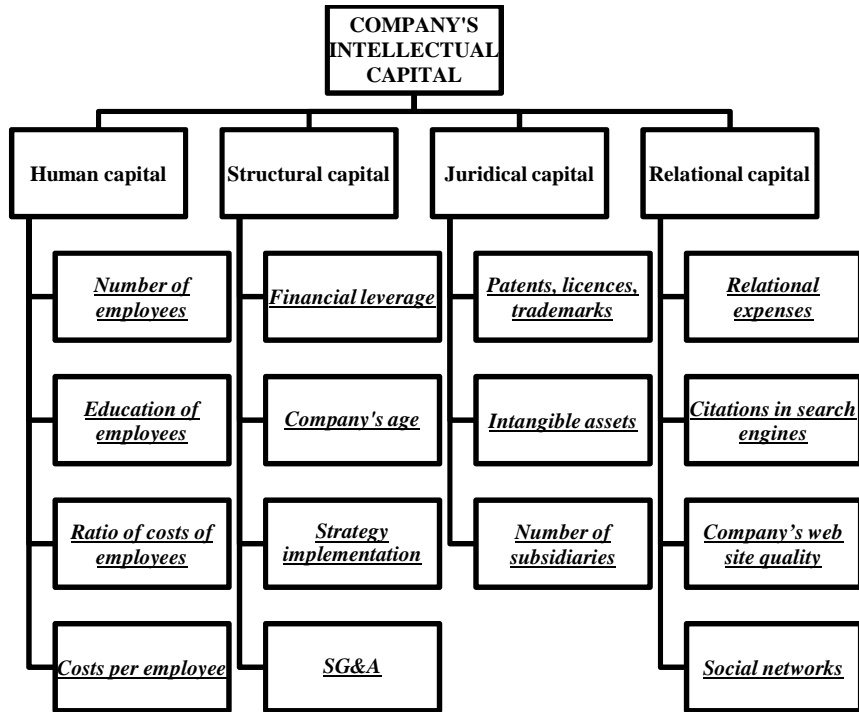 COMPANY'S
INTELLECTUAL
CAPITAL
Human capital
Structural capital
Juridical capital
Relational capital
Number of
employees
Financial leverage
Patents, licences,
trademarks
Relational
expenses
Education of
employees
Company's age
Intangible assets
Citations in search
engines
Ratio of costs of
employees
Strategy
implementation
Number of
subsidiaries
Company’s web
site quality
Costs per employee
SG&A
Social networks